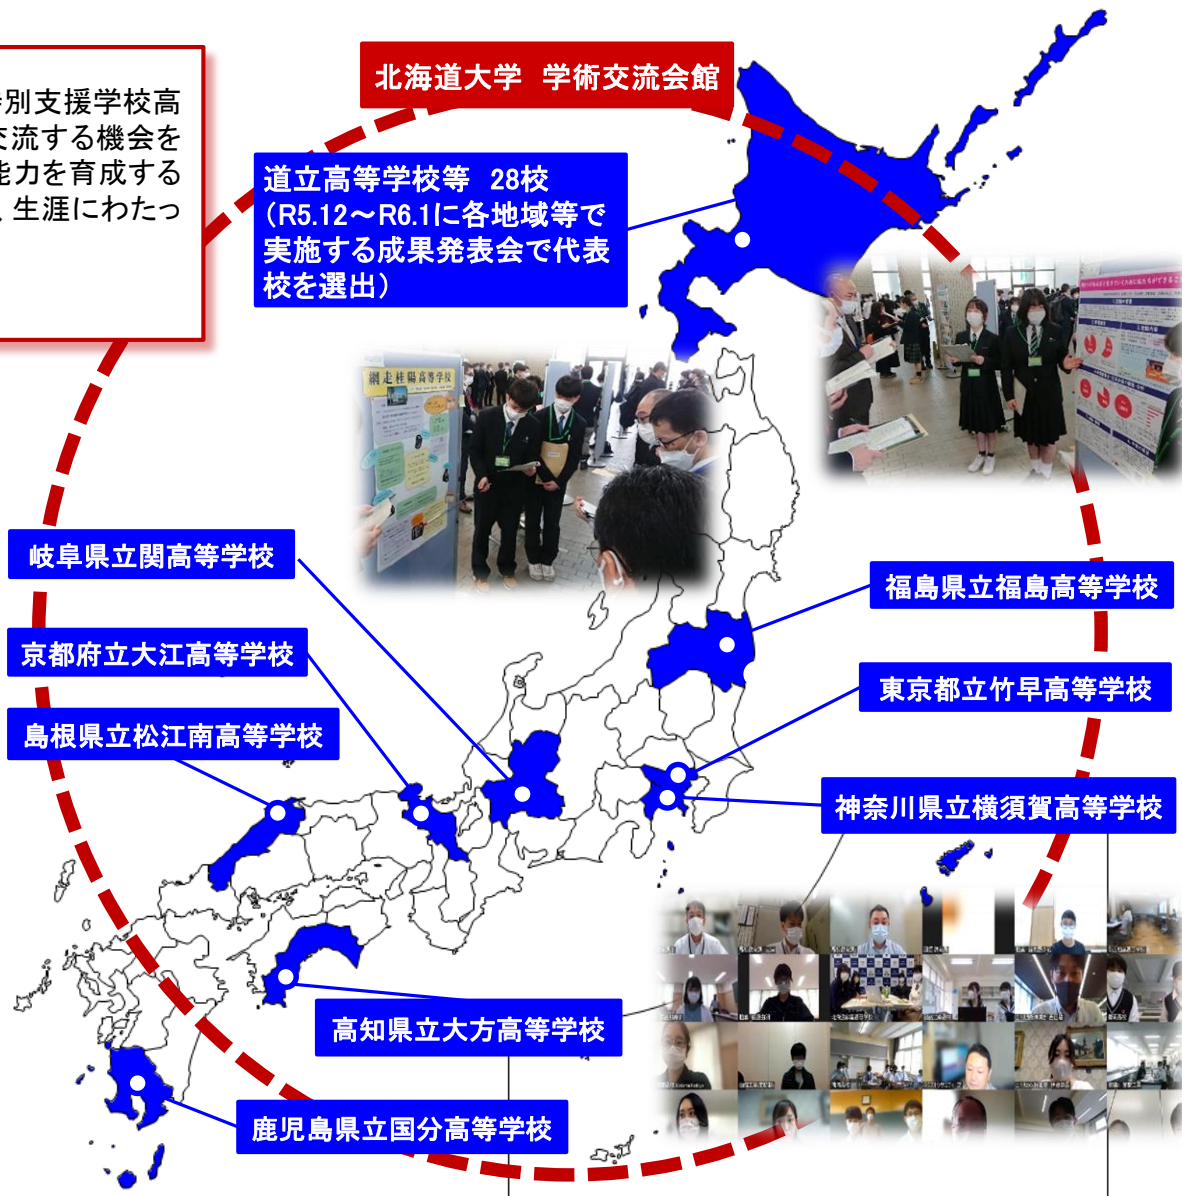 別支援学校高
交流する機会を
能力を育成する
、生涯にわたっ
北海道大学　学術交流会館
道立高等学校等　28校
（R5.12～R6.1に各地域等で
実施する成果発表会で代表
校を選出）
網走桂陽高等学校
岐阜県立関高等学校
京都府立大江高等学校
島根県立松江南高等学校
福島県立福島高等学校
東京都立竹早高等学校
神奈川県立横須賀高等学校
高知県立大方高等学校
鹿児島県立国分高等学校